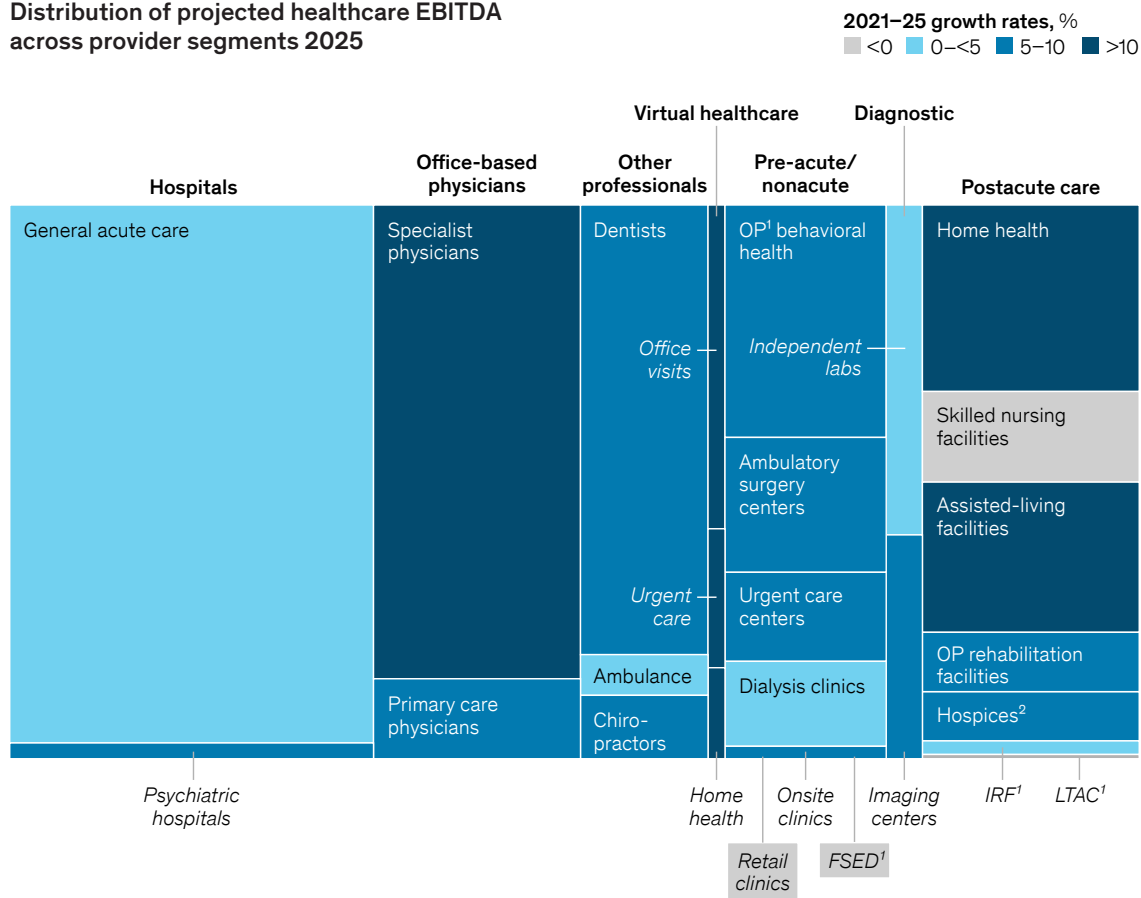 Distribution of projected healthcare EBITDA
across provider segments 2025
2021–25 growth rates, %
<0 0–<5 5–10 >10
Virtual healthcare
Diagnostic
Hospitals
Office-based
physicians
Other
professionals
Pre-acute/
nonacute
Postacute care
General acute care
Psychiatric
hospitals
Specialist
physicians
Primary care
physicians
Dentists
Ambulance
Chiro-
practors
Office
visits
Urgent
care
Home
health
OP¹ behavioral
health
Ambulatory
surgery
centers
Urgent care
centers
Dialysis clinics
Retail
clinics
Onsite
clinics
FSED¹
Independent
labs
Imaging
centers
Home health
Skilled nursing
facilities
Assisted-living
facilities
OP rehabilitation
facilities
Hospices²
IRF¹
LTAC¹